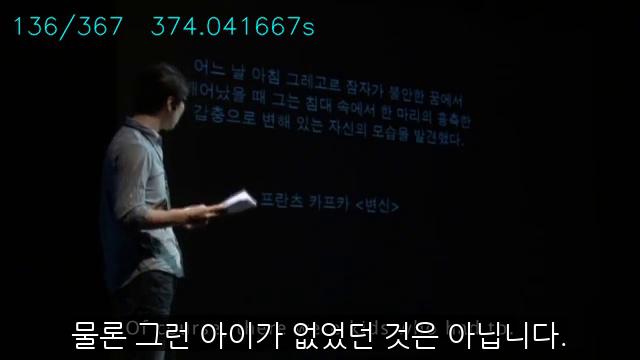 136/367 374.041667s
어느 날 아침 그레고르 잠자가 불안한 꿈에서
깨어났을 때 그는 침대 속에서 한 마리의 흉측한
갑충으로 변해 있는 자신의 모습을 발견했다.
프란츠 카프카 <변신>
물론 그런 아이가 없었던 것은 아닙니다.